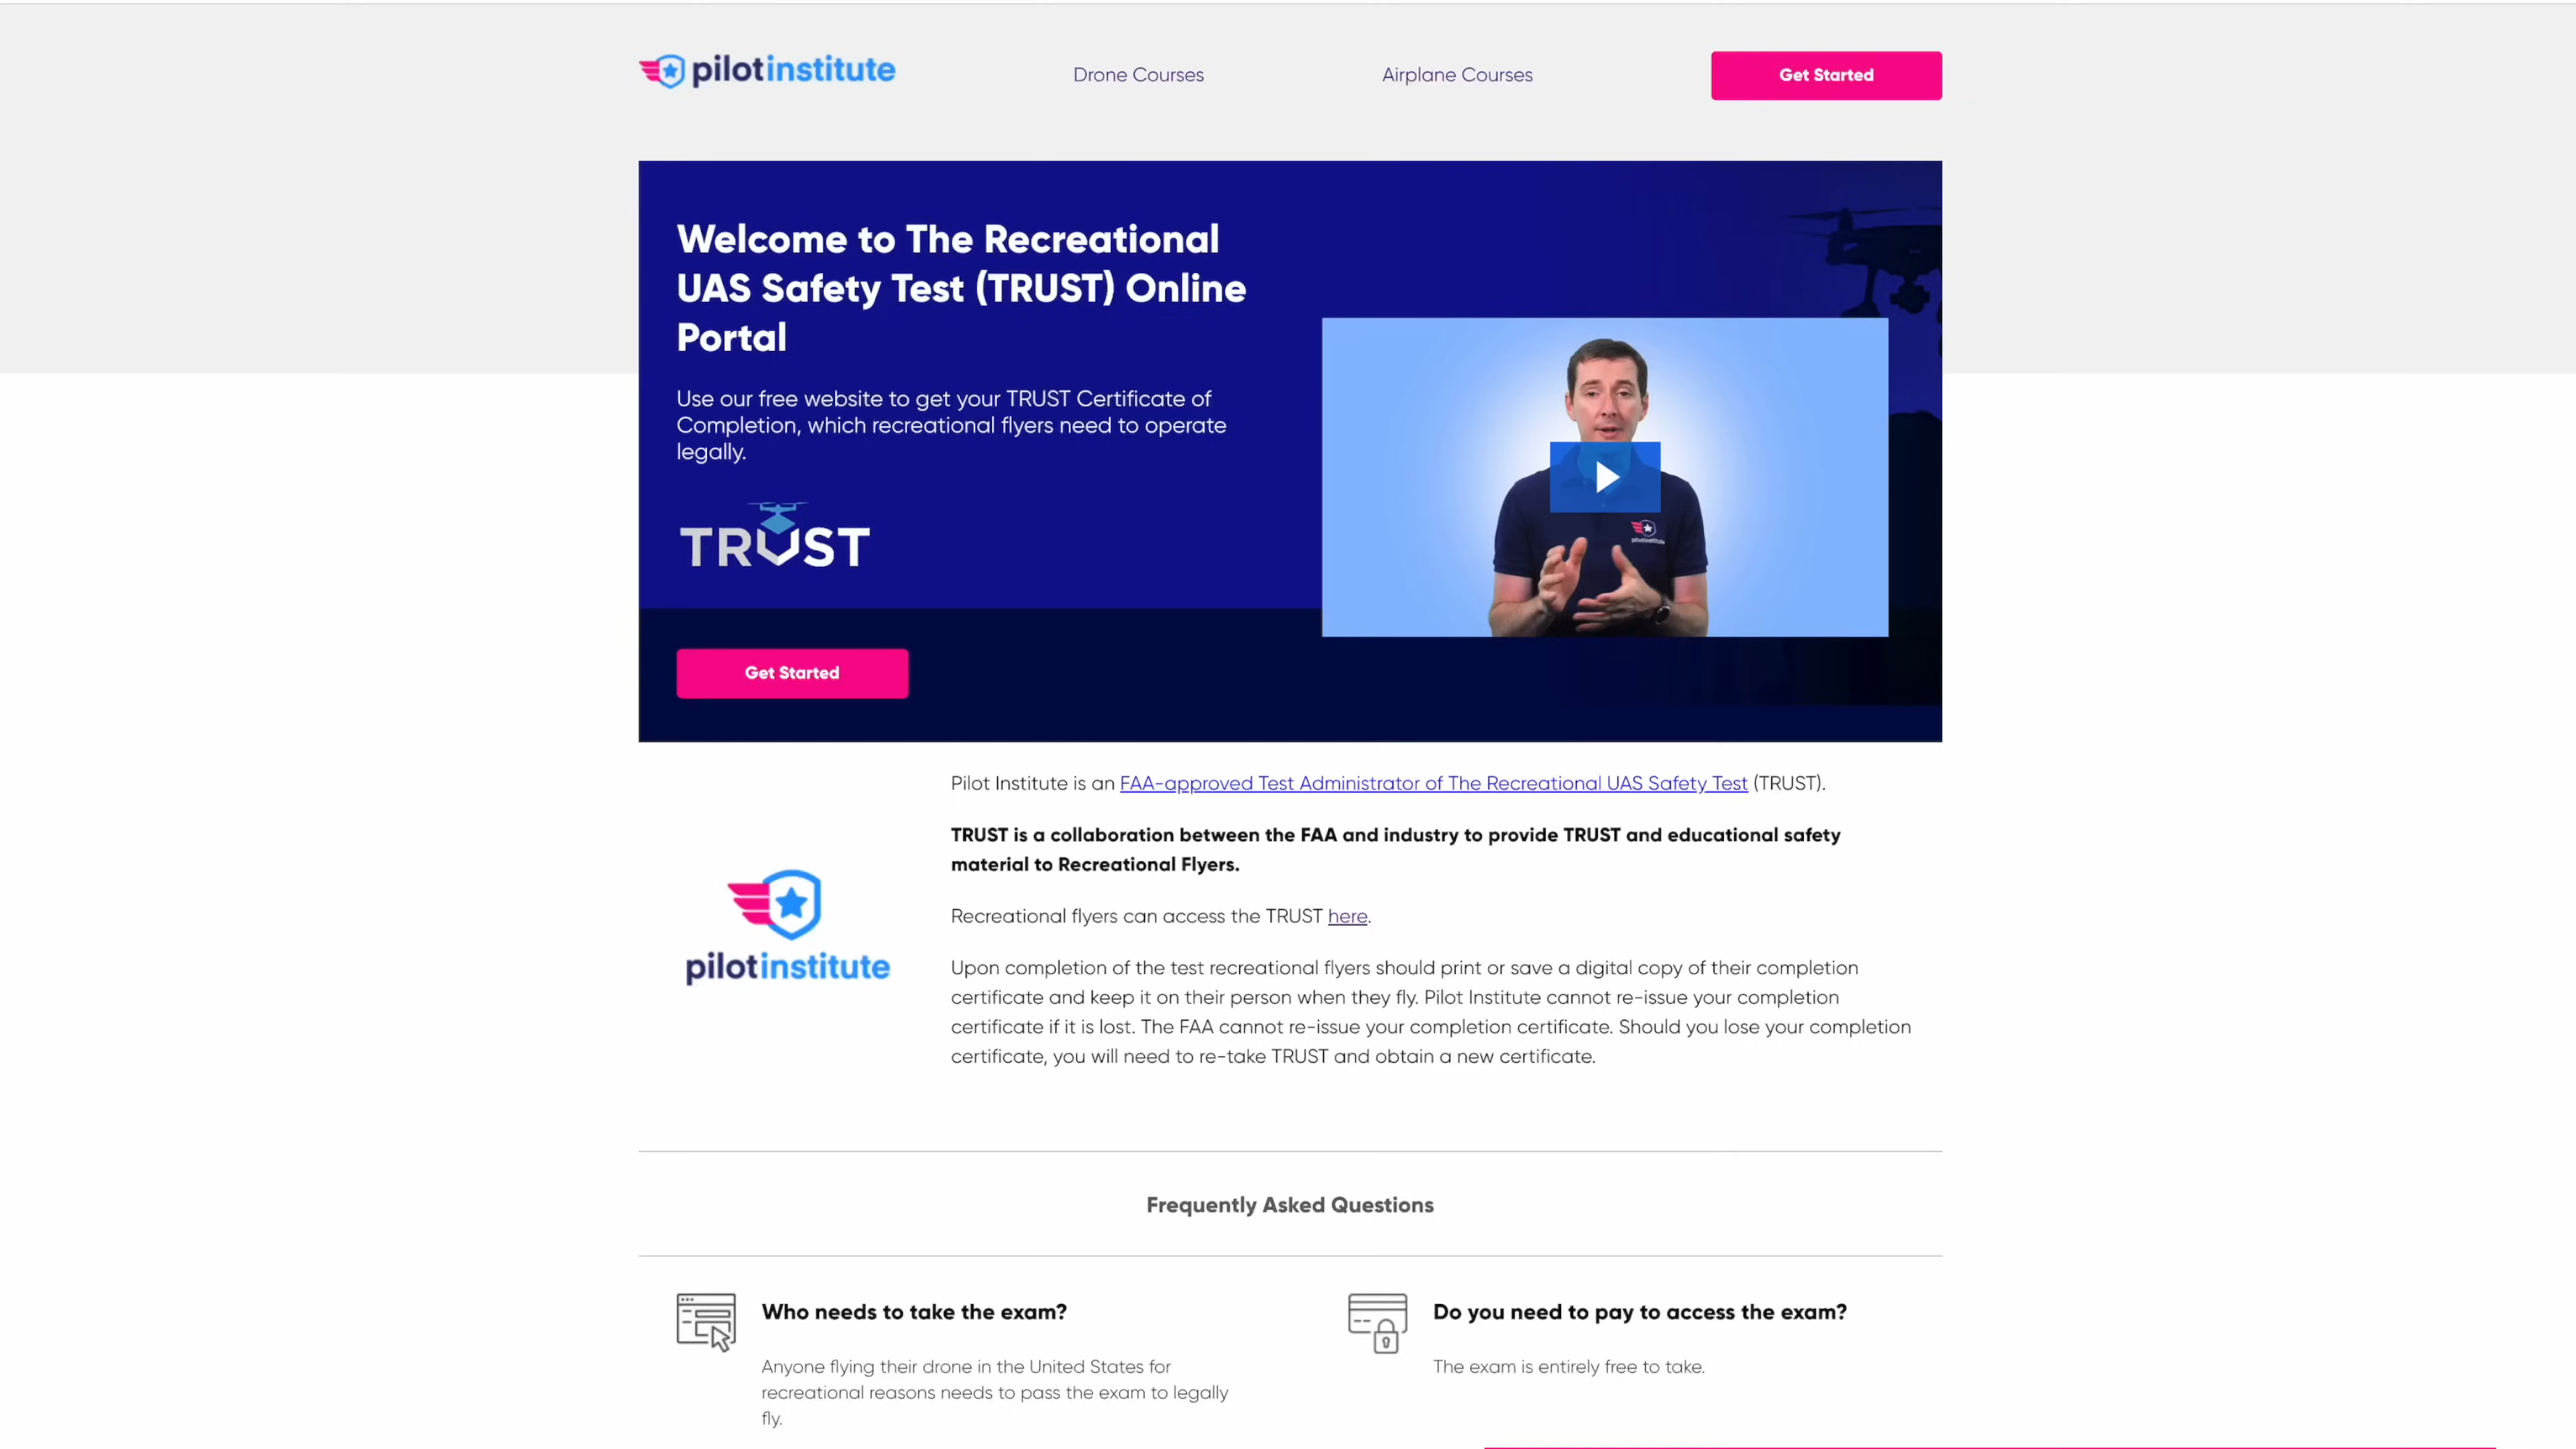 pilotinstitute
Drone Courses
Airplane Courses
Get Started
Welcome to The Recreational
UAS Safety Test (TRUST) Online
Portal
Use our free website to get your TRUST Certificate of
Completion, which recreational flyers need to operate
legally.
TRUST
pilotinstitute
Get Started
Pilot Institute is an FAA-approved Test Administrator of The Recreational UAS Safety Test (TRUST).
TRUST is a collaboration between the FAA and industry to provide TRUST and educational safety
material to Recreational Flyers.
Recreational flyers can access the TRUST here.
pilotinstitute
Upon completion of the test recreational flyers should print or save a digital copy of their completion
certificate and keep it on their person when they fly. Pilot Institute cannot re-issue your completion
certificate if it is lost. The FAA cannot re-issue your completion certificate. Should you lose your completion
certificate, you will need to re-take TRUST and obtain a new certificate.
Frequently Asked Questions
Who needs to take the exam?
Anyone flying their drone in the United States for
recreational reasons needs to pass the exam to legally
fly.
Do you need to pay to access the exam?
The exam is entirely free to take.